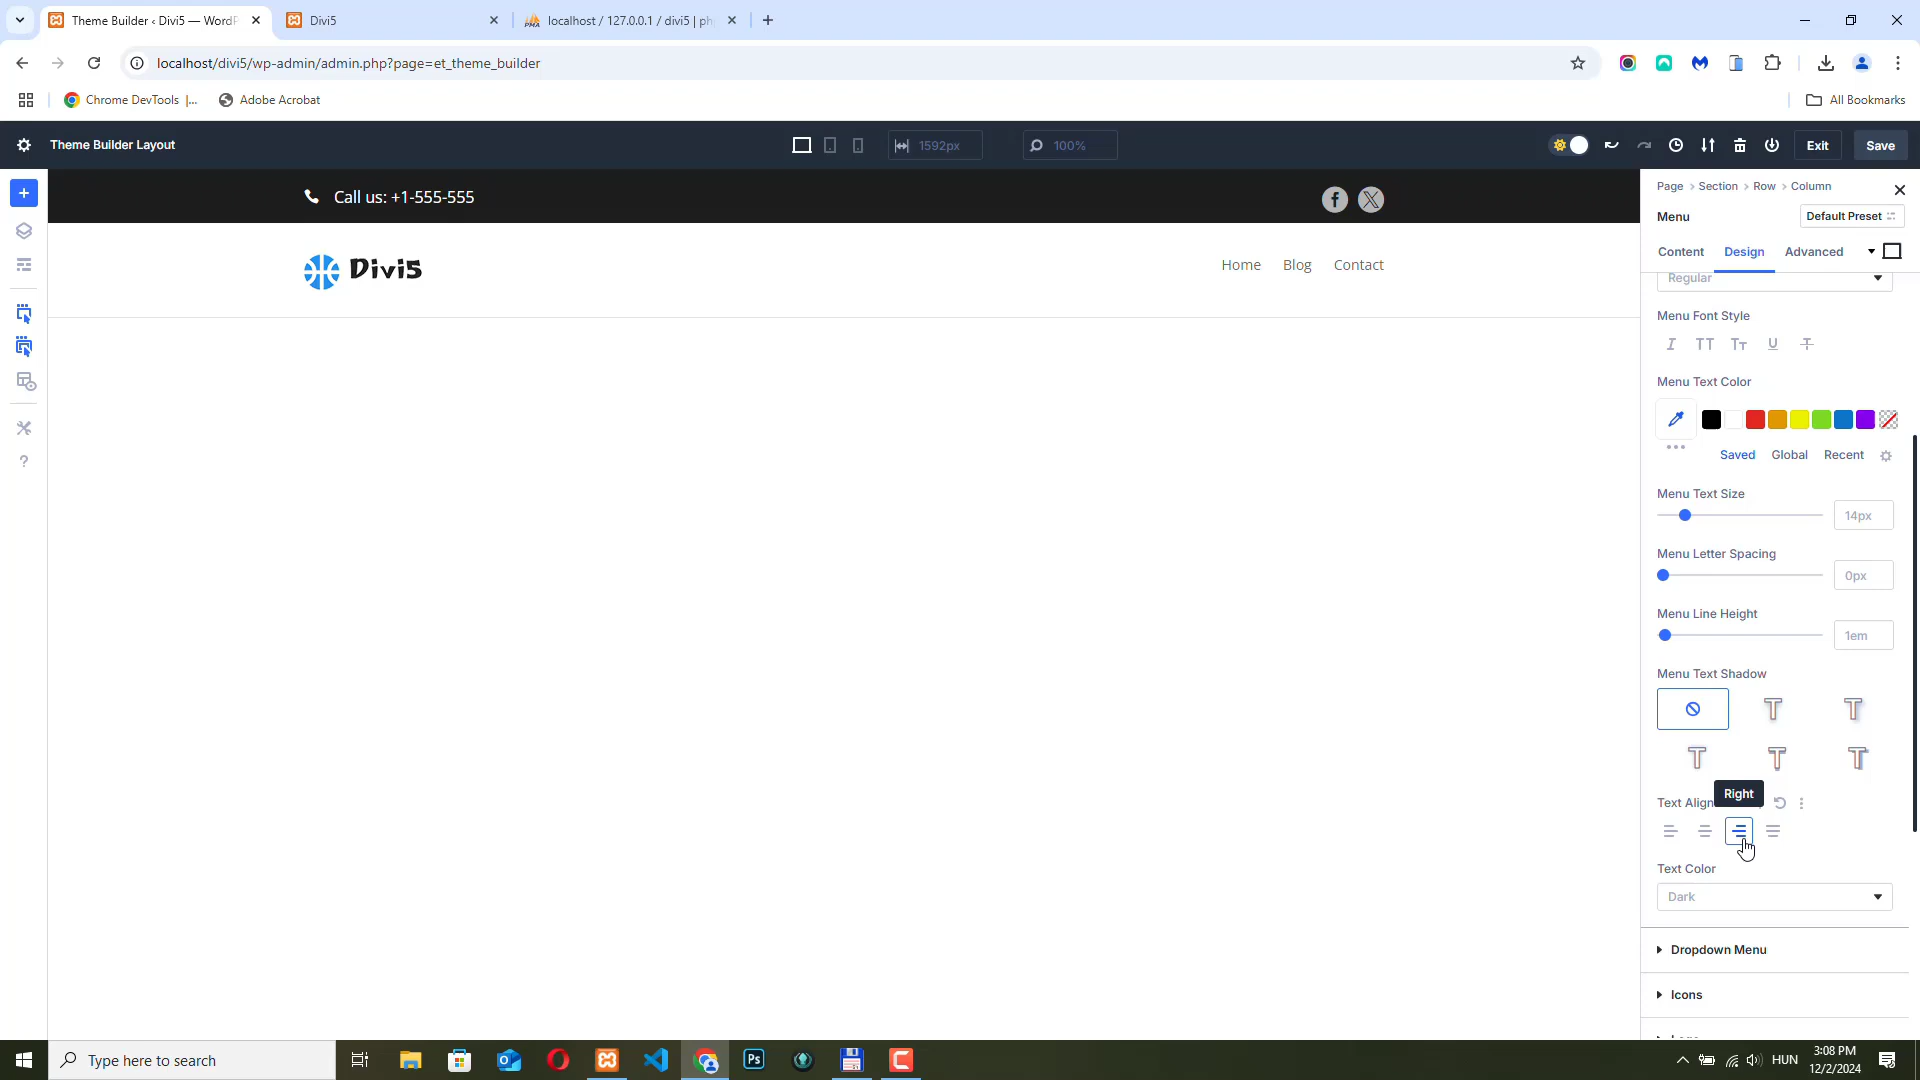 Theme Builder ‹ Divi5 — WordP
Divi5
localhost / 127.0.0.1 / divi5 | ph
localhost/divi5/wp-admin/admin.php?page=et_theme_builder
Chrome DevTools |...
Adobe Acrobat
All Bookmarks
Theme Builder Layout
1592px
100%
Exit
Save
Call us: +1-555-555
Divi5
Home
Blog
Contact
Page > Section > Row > Column
Menu
Default Preset
Content
Design
Advanced
Regular
Menu Font Style
I TT Tт U T
Menu Text Color
Saved
Global
Recent
Menu Text Size
14px
Menu Letter Spacing
0px
Menu Line Height
1em
Menu Text Shadow
T T
T T T
Right
Text Align
Text Color
Dark
Dropdown Menu
Icons
Type here to search
Ps
HUN
3:08 PM
12/2/2024